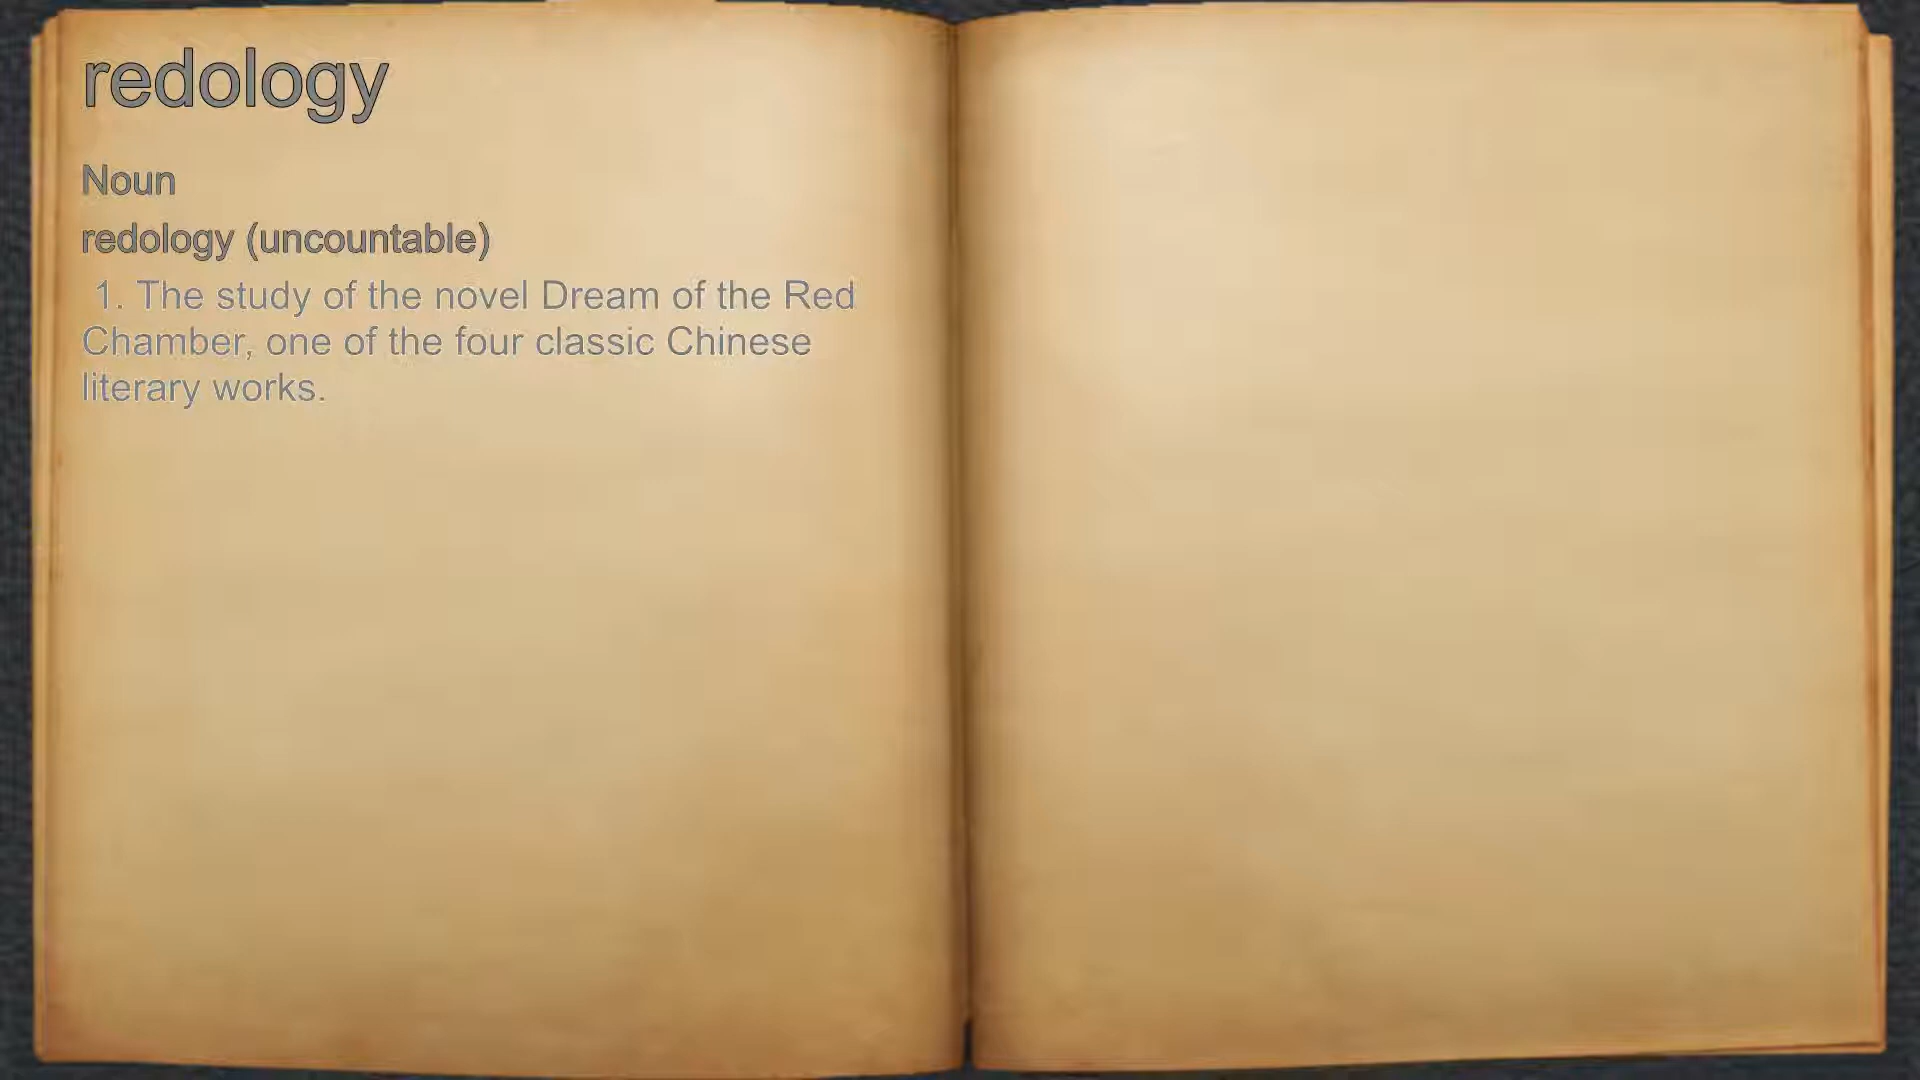 redology
Noun
redology (uncountable)
1. The study of the novel Dream of the Red
Chamber, one of the four classic Chinese
literary works.